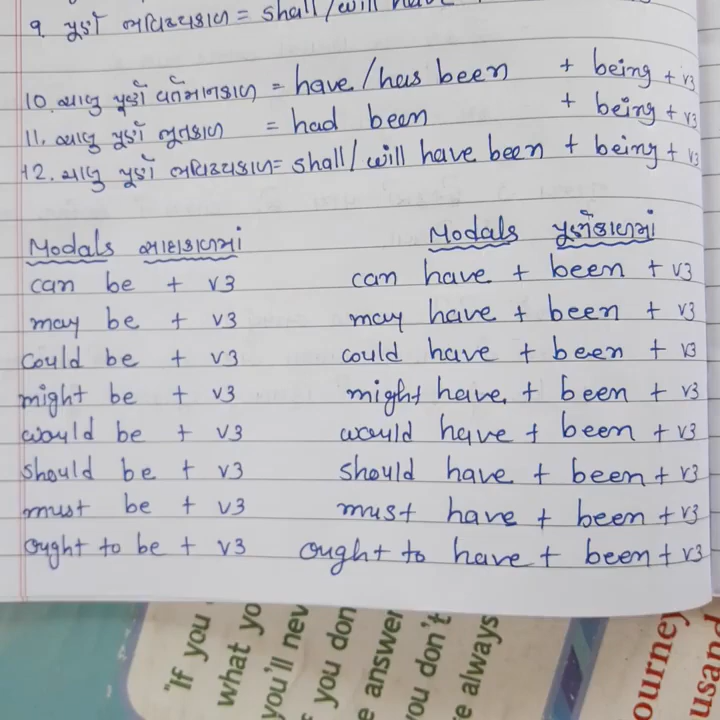 9. પૂર્ણ ભવિષ્યકાળ = shall/will have
10. ચાલુ પૂર્ણ વર્તમાનકાળ = have/has been + being + v3
11. ચાલુ પૂર્ણ ભૂતકાળ = had been + being + v3
12. ચાલુ પૂર્ણ ભવિષ્યકાળ = shall/will have been + being + v3
Modals સાદાકાળમાં Modals પૂર્ણકાળમાં
can be + v3 can have + been + v3
may be + v3 may have + been + v3
could be + v3 could have + been + v3
might be + v3 might have + been + v3
would be + v3 would have + been + v3
should be + v3 should have + been + v3
must be + v3 must have + been + v3
ought to be + v3 ought to have + been + v3
"If you
what yo
you'll nev
you don
e answer
you don't
e always
ourney
usand